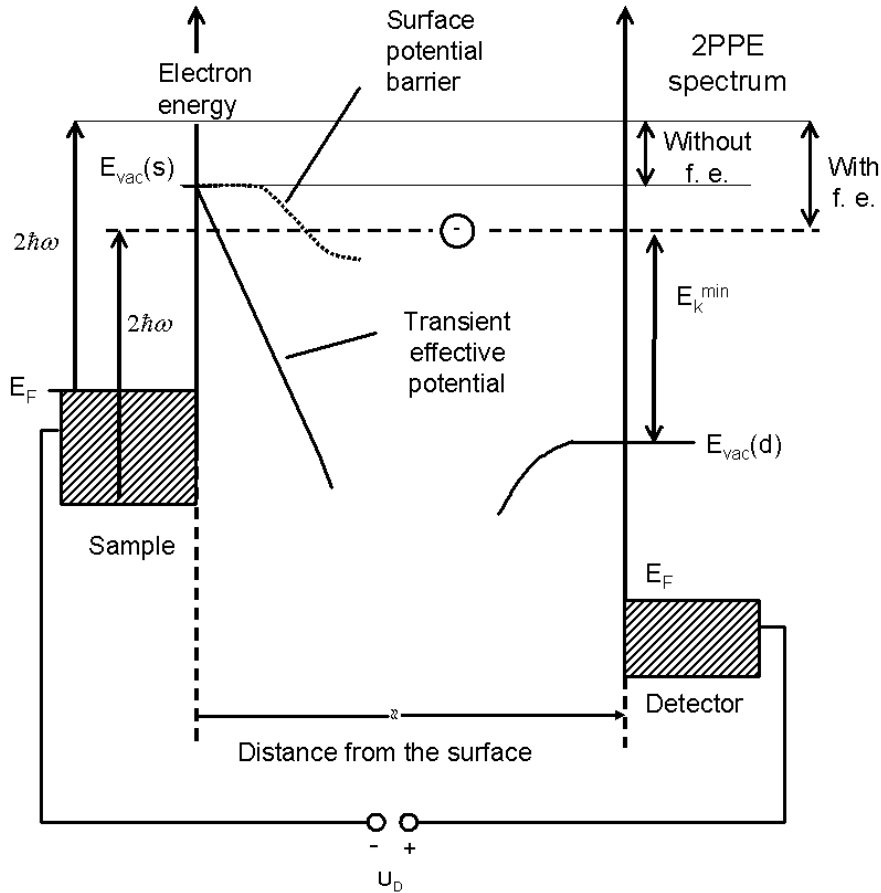 Surface
potential
barrier
2PPE
spectrum
Electron
energy
Without
f. e.
With
f. e.
E_vac(s)
2ħω
-
2ħω
E_k^min
Transient
effective
potential
E_F
E_vac(d)
Sample
E_F
Detector
≈
Distance from the surface
- +
U_D